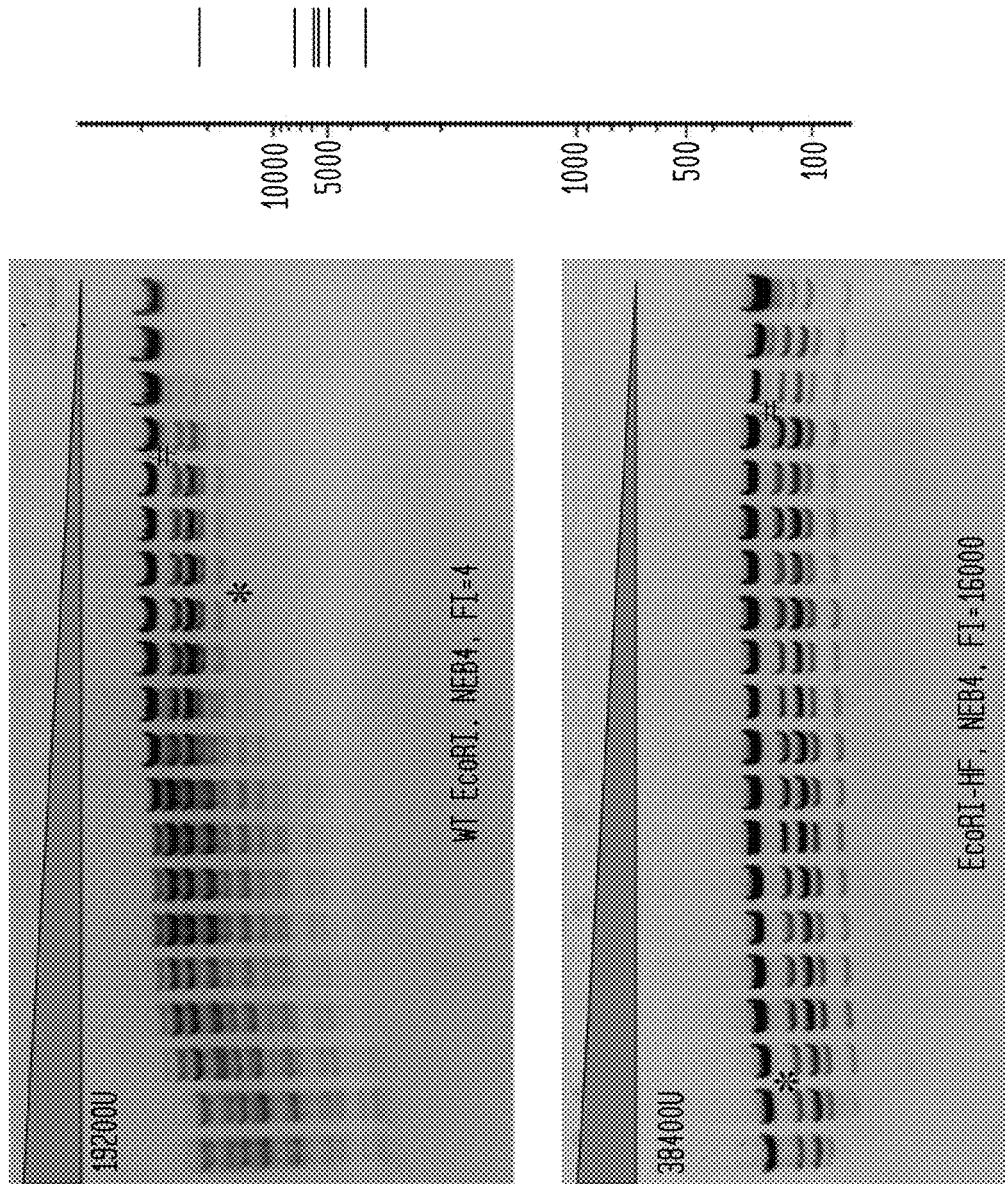 10000
5000
1000
500
100
19200U
*
#
WT EcoRI, NEB4, FI=4
38400U
*
#
EcoRI-HF, NEB4, FI=16000